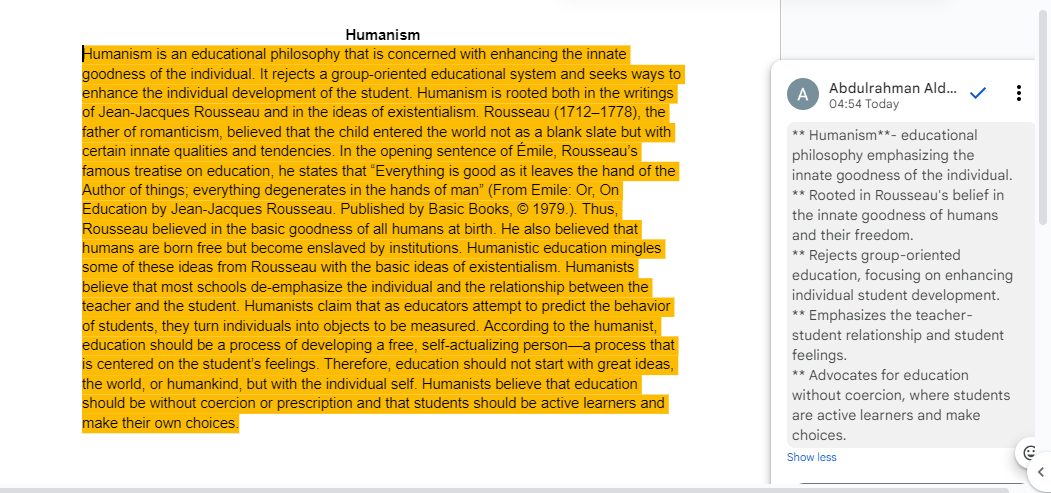 Humanism
Humanism is an educational philosophy that is concerned with enhancing the innate
goodness of the individual. It rejects a group-oriented educational system and seeks ways to
enhance the individual development of the student. Humanism is rooted both in the writings
of Jean-Jacques Rousseau and in the ideas of existentialism. Rousseau (1712–1778), the
father of romanticism, believed that the child entered the world not as a blank slate but with
certain innate qualities and tendencies. In the opening sentence of Émile, Rousseau’s
famous treatise on education, he states that “Everything is good as it leaves the hand of the
Author of things; everything degenerates in the hands of man” (From Emile: Or, On
Education by Jean-Jacques Rousseau. Published by Basic Books, © 1979.). Thus,
Rousseau believed in the basic goodness of all humans at birth. He also believed that
humans are born free but become enslaved by institutions. Humanistic education mingles
some of these ideas from Rousseau with the basic ideas of existentialism. Humanists
believe that most schools de-emphasize the individual and the relationship between the
teacher and the student. Humanists claim that as educators attempt to predict the behavior
of students, they turn individuals into objects to be measured. According to the humanist,
education should be a process of developing a free, self-actualizing person—a process that
is centered on the student’s feelings. Therefore, education should not start with great ideas,
the world, or humankind, but with the individual self. Humanists believe that education
should be without coercion or prescription and that students should be active learners and
make their own choices.
A
Abdulrahman Ald...
04:54 Today
** Humanism**- educational
philosophy emphasizing the
innate goodness of the individual.
** Rooted in Rousseau's belief in
the innate goodness of humans
and their freedom.
** Rejects group-oriented
education, focusing on enhancing
individual student development.
** Emphasizes the teacher-
student relationship and student
feelings.
** Advocates for education
without coercion, where students
are active learners and make
choices.
Show less